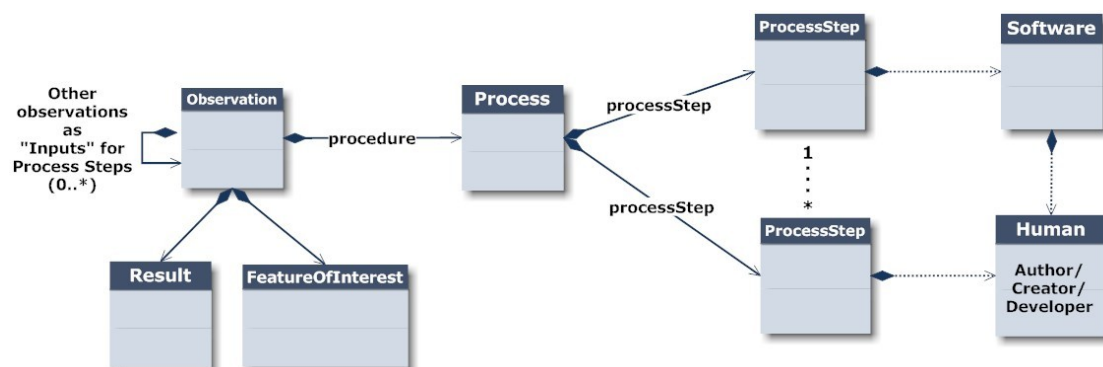 Other
observations
as
"Inputs" for
Process Steps
(0..*)
Observation
procedure
Process
processStep
processStep
ProcessStep
1
*
ProcessStep
Software
Human
Author/
Creator/
Developer
Result
FeatureOfInterest